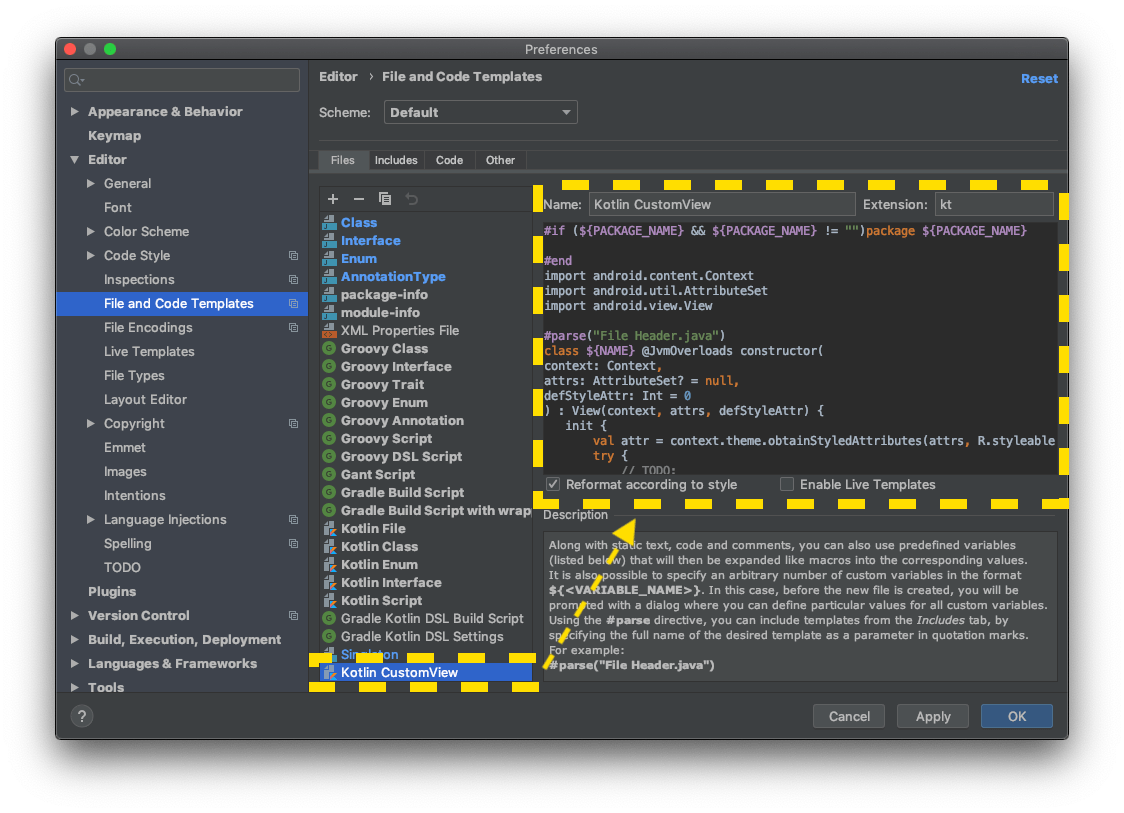 Preferences
Appearance & Behavior
Keymap
Editor
General
Font
Color Scheme
Code Style
Inspections
File and Code Templates
File Encodings
Live Templates
File Types
Layout Editor
Copyright
Emmet
Images
Intentions
Language Injections
Spelling
TODO
Plugins
Version Control
Build, Execution, Deployment
Languages & Frameworks
Tools
?
Editor › File and Code Templates
Reset
Scheme: Default
Files Includes Code Other
Class
Interface
Enum
AnnotationType
package-info
module-info
XML Properties File
Groovy Class
Groovy Interface
Groovy Trait
Groovy Enum
Groovy Annotation
Groovy Script
Groovy DSL Script
Gant Script
Gradle Build Script
Gradle Build Script with wrap
Kotlin File
Kotlin Class
Kotlin Enum
Kotlin Interface
Kotlin Script
Gradle Kotlin DSL Build Script
Gradle Kotlin DSL Settings
Singleton
Kotlin CustomView
Name: Kotlin CustomView Extension: kt
#if (${PACKAGE_NAME} && ${PACKAGE_NAME} != "")package ${PACKAGE_NAME}
#end
import android.content.Context
import android.util.AttributeSet
import android.view.View
#parse("File Header.java")
class ${NAME} @JvmOverloads constructor(
context: Context,
attrs: AttributeSet? = null,
defStyleAttr: Int = 0
) : View(context, attrs, defStyleAttr) {
init {
val attr = context.theme.obtainStyledAttributes(attrs, R.styleable
try {
// TODO:
Reformat according to style Enable Live Templates
Description
Along with static text, code and comments, you can also use predefined variables
(listed below) that will then be expanded like macros into the corresponding values.
It is also possible to specify an arbitrary number of custom variables in the format
${<VARIABLE_NAME>}. In this case, before the new file is created, you will be
prompted with a dialog where you can define particular values for all custom variables.
Using the #parse directive, you can include templates from the Includes tab, by
specifying the full name of the desired template as a parameter in quotation marks.
For example:
#parse("File Header.java")
Cancel Apply OK